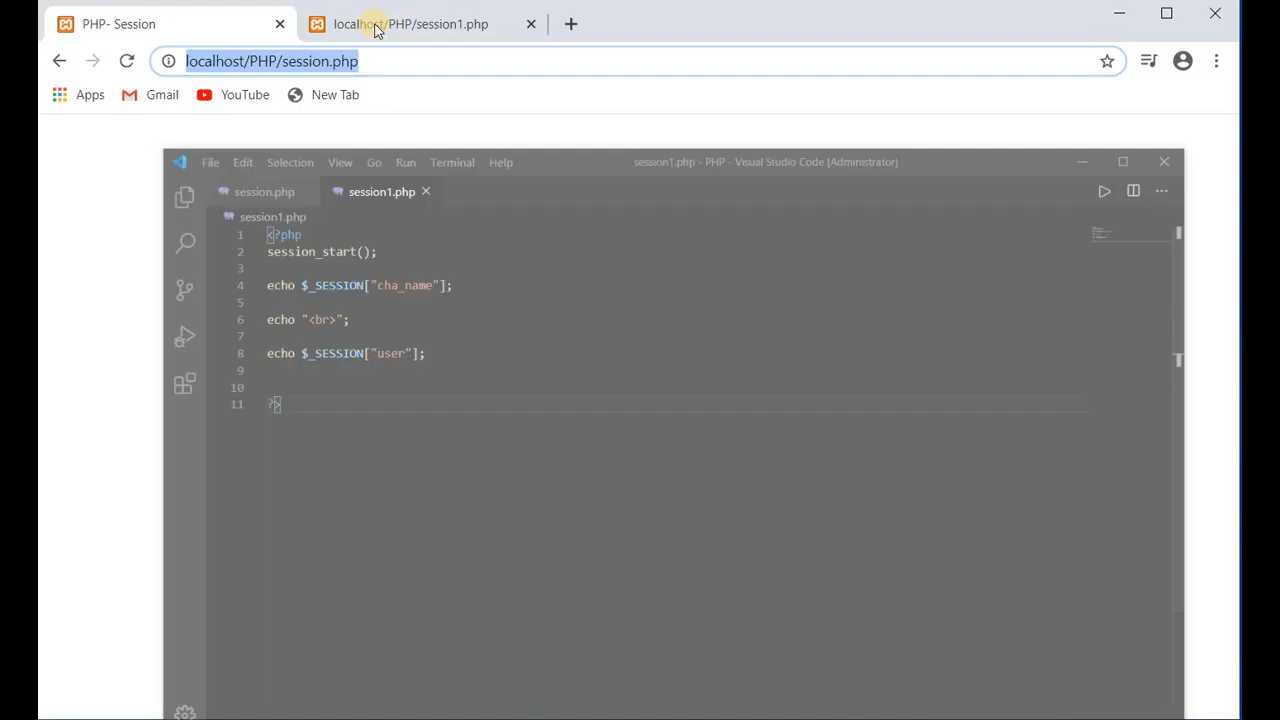 PHP- Session
localhost/PHP/session1.php
localhost/PHP/session.php
Apps
Gmail
YouTube
New Tab
File Edit Selection View Go Run Terminal Help
session1.php - PHP - Visual Studio Code [Administrator]
session.php
session1.php
session1.php
1 <?php
2 session_start();
3
4 echo $_SESSION["cha_name"];
5
6 echo "<br>";
7
8 echo $_SESSION["user"];
9
10
11 ?>